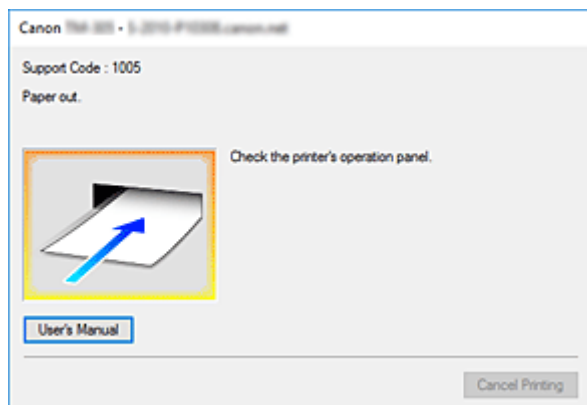 Canon
Support Code : 1005
Paper out.
Check the printer's operation panel.
User's Manual
Cancel Printing